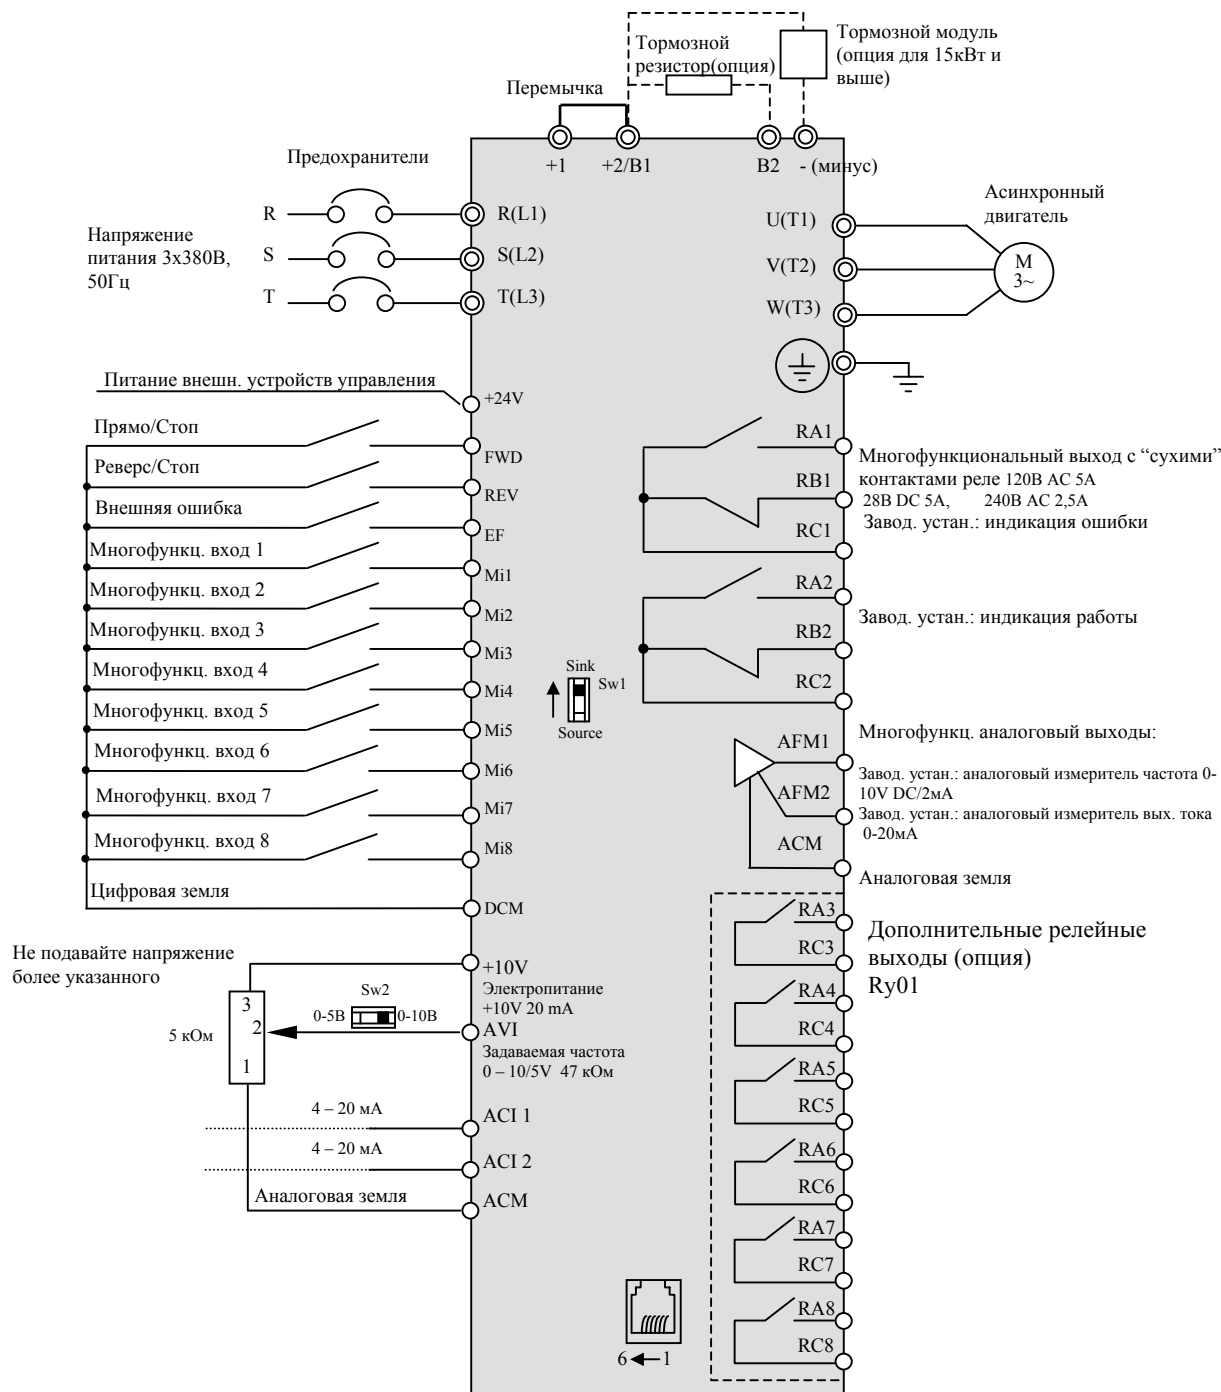 Тормозной модуль
(опция для 15кВт и
выше)
Тормозной
резистор(опция)
Перемычка
+1
+2/B1
B2
- (минус)
Предохранители
R
R(L1)
S
S(L2)
T
T(L3)
Напряжение
питания 3х380В,
50Гц
U(T1)
V(T2)
W(T3)
Асинхронный
двигатель
M
3~
Питание внешн. устройств управления
+24V
Прямо/Стоп
FWD
Реверс/Стоп
REV
Внешняя ошибка
EF
Многофункц. вход 1
Mi1
Многофункц. вход 2
Mi2
Многофункц. вход 3
Mi3
Многофункц. вход 4
Mi4
Многофункц. вход 5
Mi5
Многофункц. вход 6
Mi6
Многофункц. вход 7
Mi7
Многофункц. вход 8
Mi8
Цифровая земля
DCM
Sink
Sw1
Source
RA1
RB1
RC1
Многофункциональный выход с “сухими”
контактами реле 120В AC 5А
28В DC 5А, 240В AC 2,5А
Завод. устан.: индикация ошибки
RA2
RB2
RC2
Завод. устан.: индикация работы
Многофункц. аналоговый выходы:
AFM1
Завод. устан.: аналоговый измеритель частота 0-
10V DC/2мА
AFM2
Завод. устан.: аналоговый измеритель вых. тока
0-20мА
ACM
Аналоговая земля
Не подавайте напряжение
более указанного
+10V
Электропитание
+10V 20 mA
3
2
1
5 кОм
Sw2
0-5В
0-10В
AVI
Задаваемая частота
0 – 10/5V 47 кОм
4 – 20 мА
ACI 1
4 – 20 мА
ACI 2
Аналоговая земля
ACM
RA3
RC3
RA4
RC4
RA5
RC5
RA6
RC6
RA7
RC7
RA8
RC8
Дополнительные релейные
выходы (опция)
Ry01
6
1